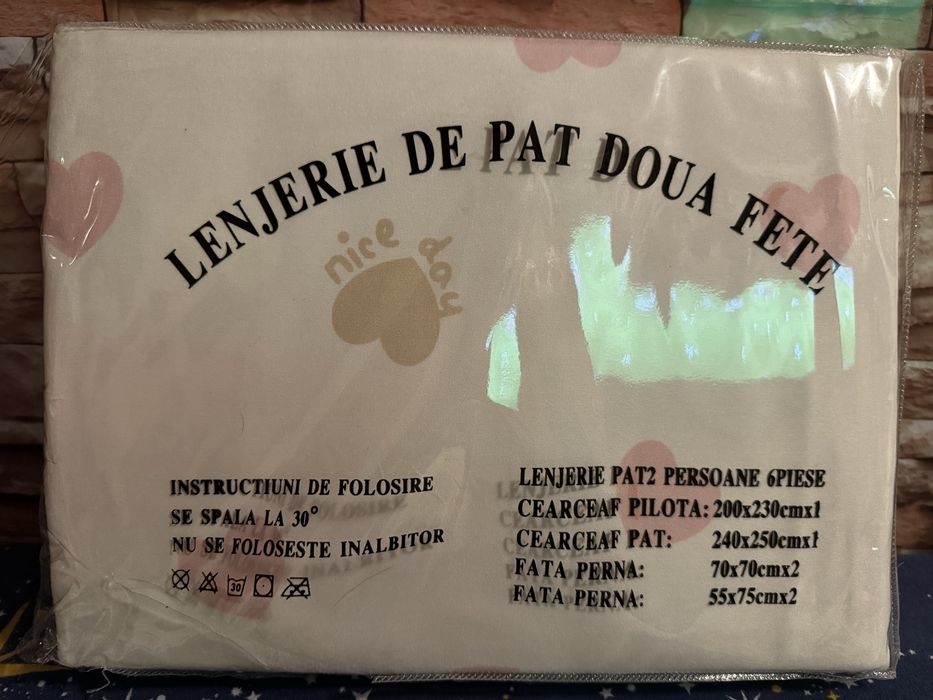 LENJERIE DE PAT DOUA FETE
nice day
INSTRUCTIUNI DE FOLOSIRE
SE SPALA LA 30°
NU SE FOLOSESTE INALBITOR
30
LENJERIE PAT2 PERSOANE 6PIESE
CEARCEAF PILOTA: 200x230cmx1
CEARCEAF PAT: 240x250cmx1
FATA PERNA: 70x70cmx2
FATA PERNA: 55x75cmx2